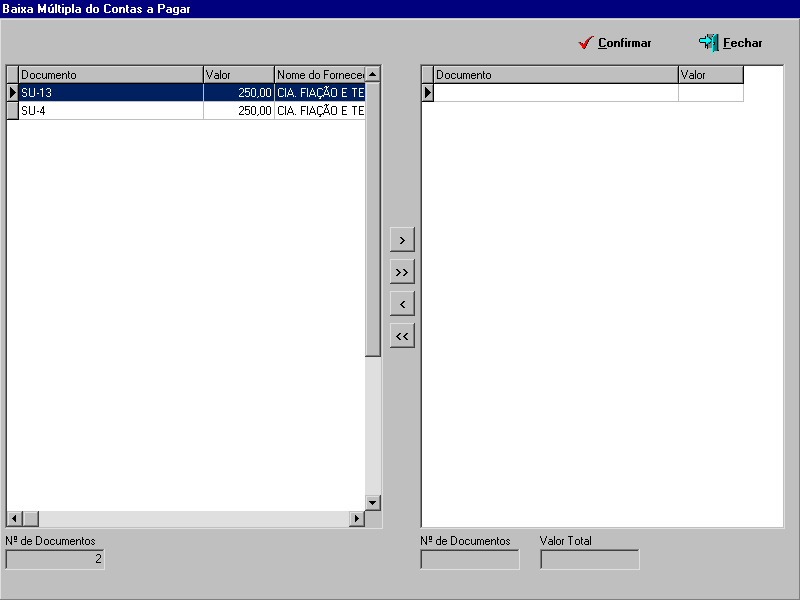 Baixa Múltipla do Contas a Pagar
Confirmar Fechar
Documento Valor Nome do Fornece
SU-13 250,00 CIA. FIAÇÃO E TE
SU-4 250,00 CIA. FIAÇÃO E TE
Documento Valor
>
>>
<
<<
Nº de Documentos
2
Nº de Documentos Valor Total